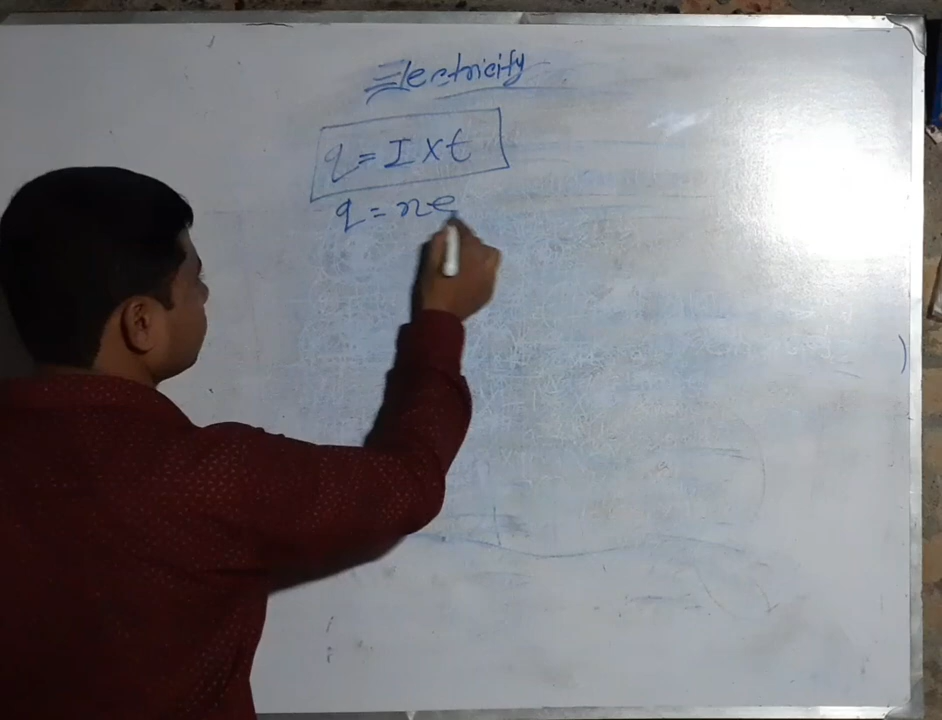 Electricity
q = I x t
q = ne